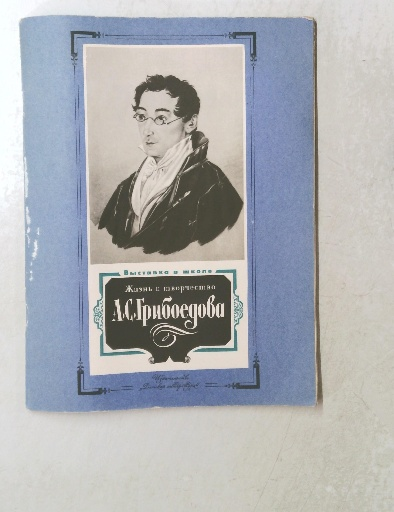 Выставка в школе
Жизнь и творчество
А.С.Грибоедова